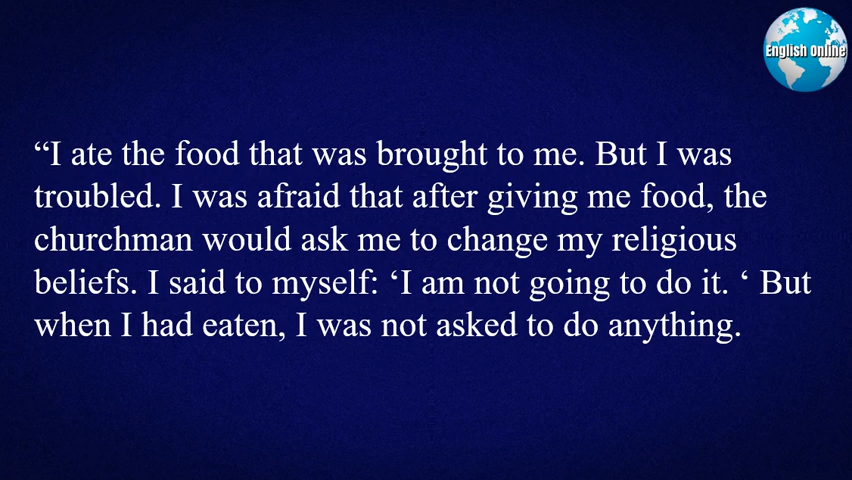 English Online
“I ate the food that was brought to me. But I was
troubled. I was afraid that after giving me food, the
churchman would ask me to change my religious
beliefs. I said to myself: ‘I am not going to do it. ‘ But
when I had eaten, I was not asked to do anything.